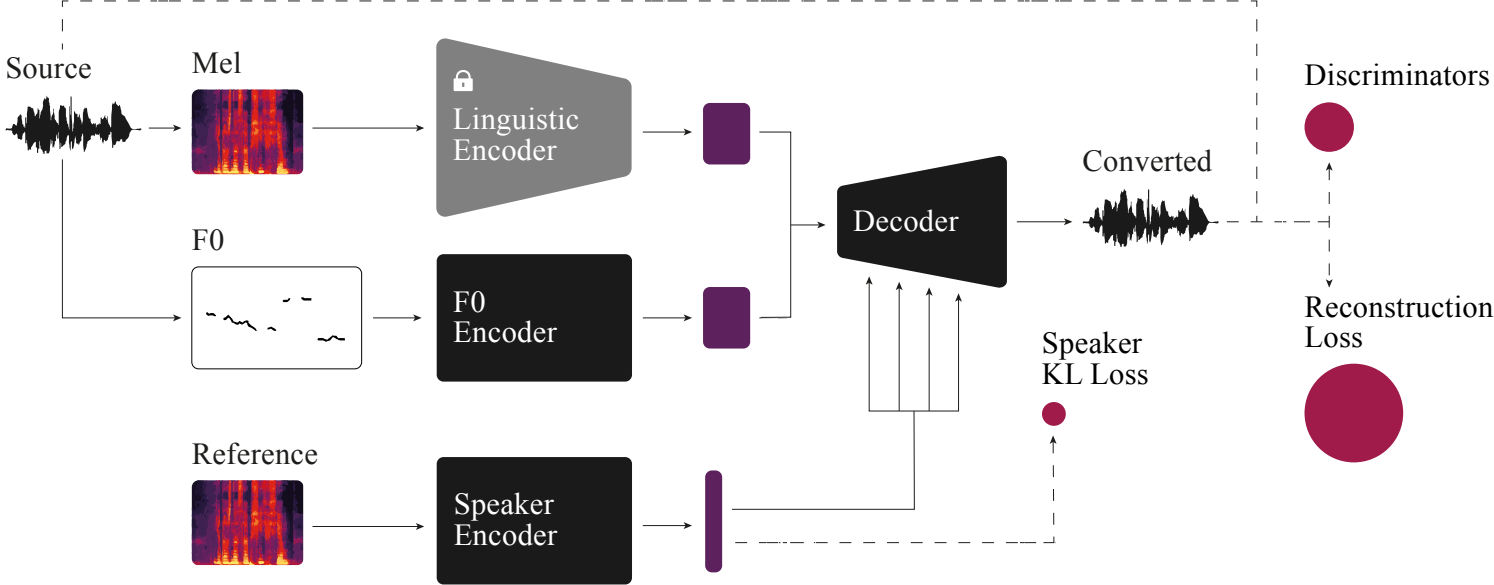 Source
Mel
Linguistic
Encoder
Discriminators
Converted
Decoder
F0
F0
Encoder
Reconstruction
Loss
Speaker
KL Loss
Reference
Speaker
Encoder